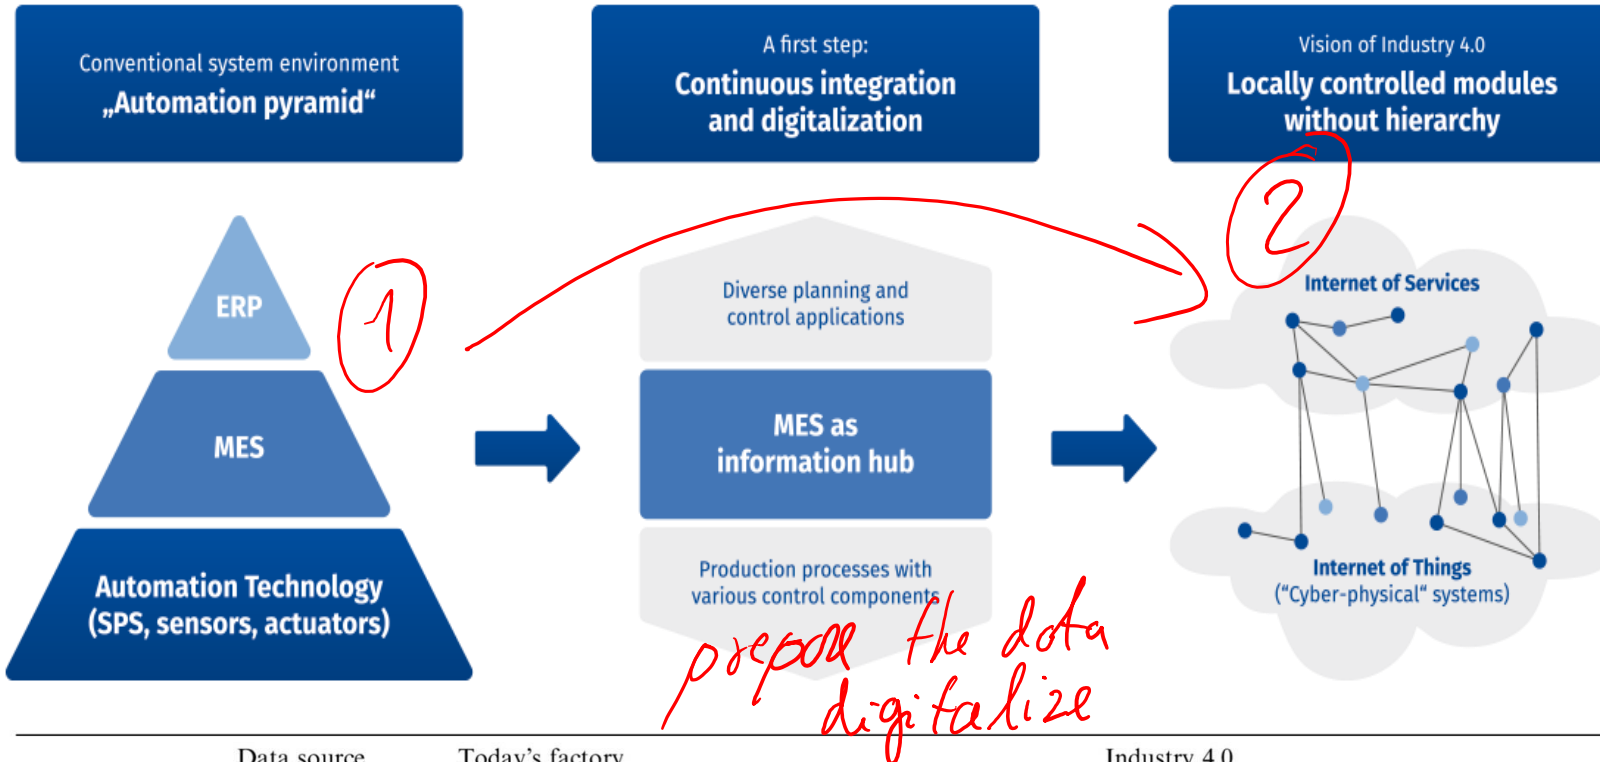 Conventional system environment
„Automation pyramid“
A first step:
Continuous integration
and digitalization
Vision of Industry 4.0
Locally controlled modules
without hierarchy
ERP
MES
Automation Technology
(SPS, sensors, actuators)
1
Diverse planning and
control applications
MES as
information hub
Production processes with
various control components
prepare the data
digitalize
2
Internet of Services
Internet of Things
(“Cyber-physical“ systems)
Data source Today’s factory Industry 4.0